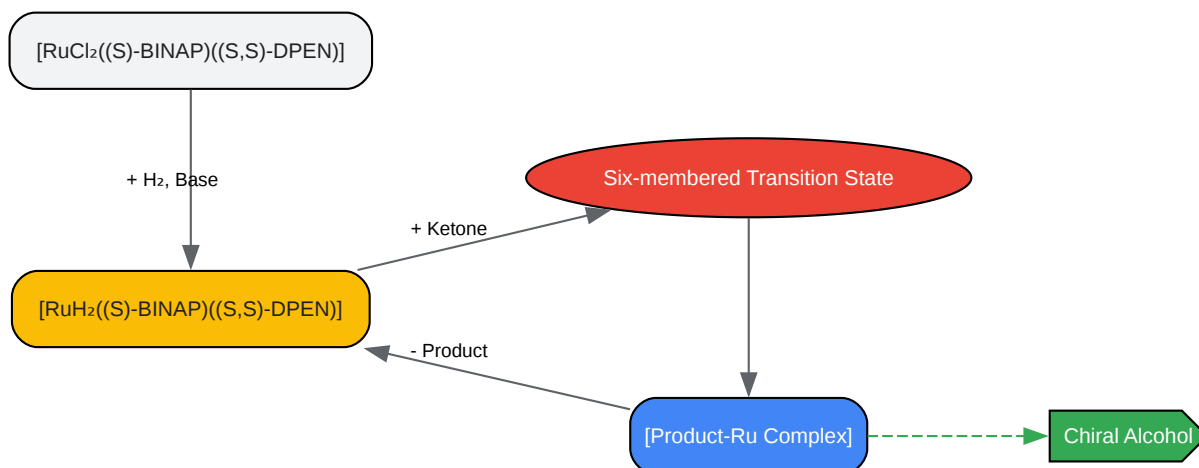 [RuCl₂((S)-BINAP)((S,S)-DPEN)]
+ H₂, Base
Six-membered Transition State
+ Ketone
[RuH₂((S)-BINAP)((S,S)-DPEN)]
- Product
[Product-Ru Complex]
Chiral Alcohol